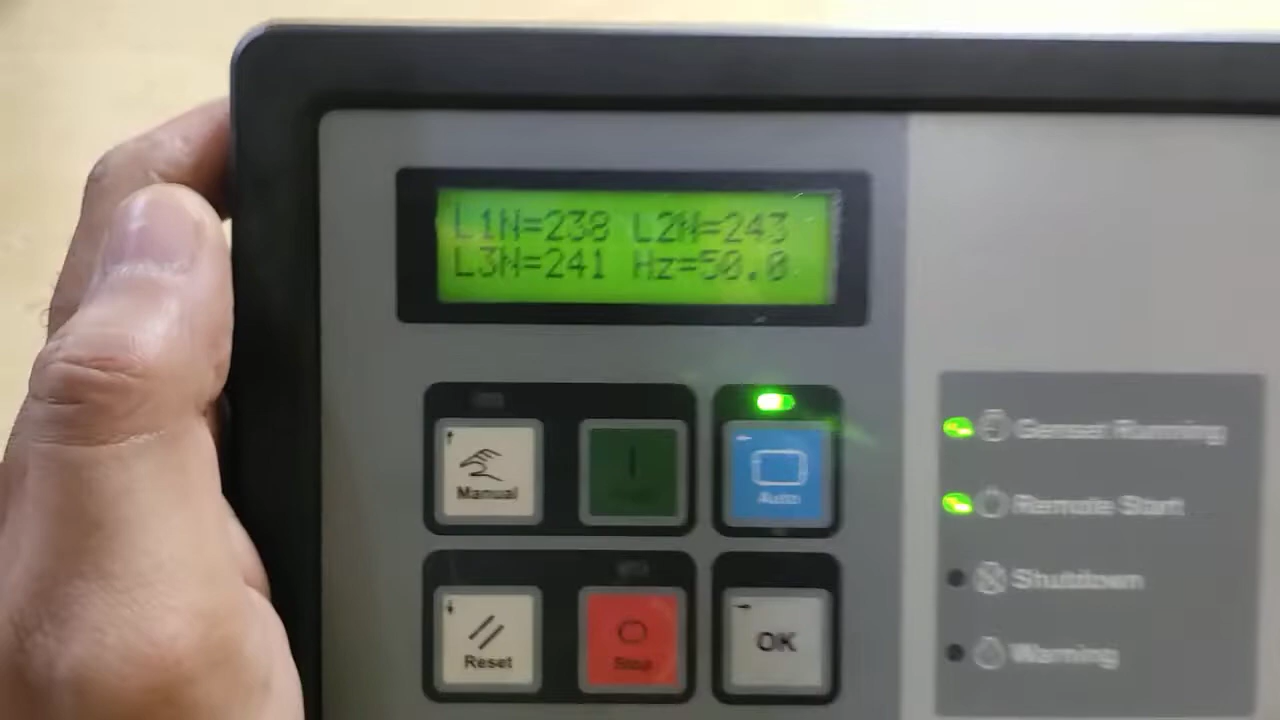 L1N=238 L2N=243
L3N=241 Hz=50.0
Manual
Auto
Genset Running
Remote Start
Shutdown
Warning
Reset
Stop
OK